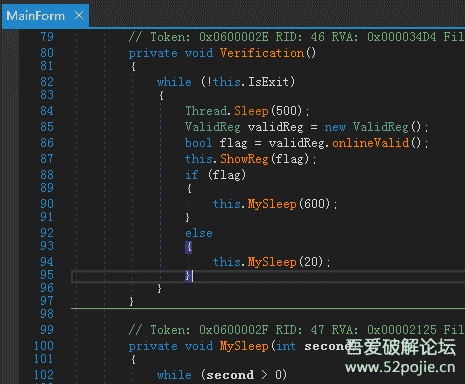 MainForm ×
79 // Token: 0x0600002E RID: 46 RVA: 0x000034D4 Fil
80 private void Verification()
81 {
82 while (!this.IsExit)
83 {
84 Thread.Sleep(500);
85 ValidReg validReg = new ValidReg();
86 bool flag = validReg.onlineValid();
87 this.ShowReg(flag);
88 if (flag)
89 {
90 this.MySleep(600);
91 }
92 else
93 {
94 this.MySleep(20);
95 }
96 }
97 }
98
99 // Token: 0x0600002F RID: 47 RVA: 0x00002125 Fil
100 private void MySleep(int second)
101 {
102 while (second > 0)
吾爱破解论坛
www.52pojie.cn